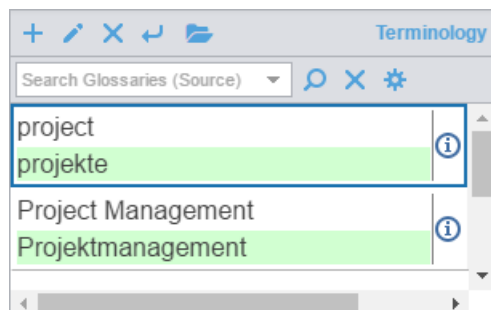 Terminology
Search Glossaries (Source)
project
projekte
Project Management
Projektmanagement